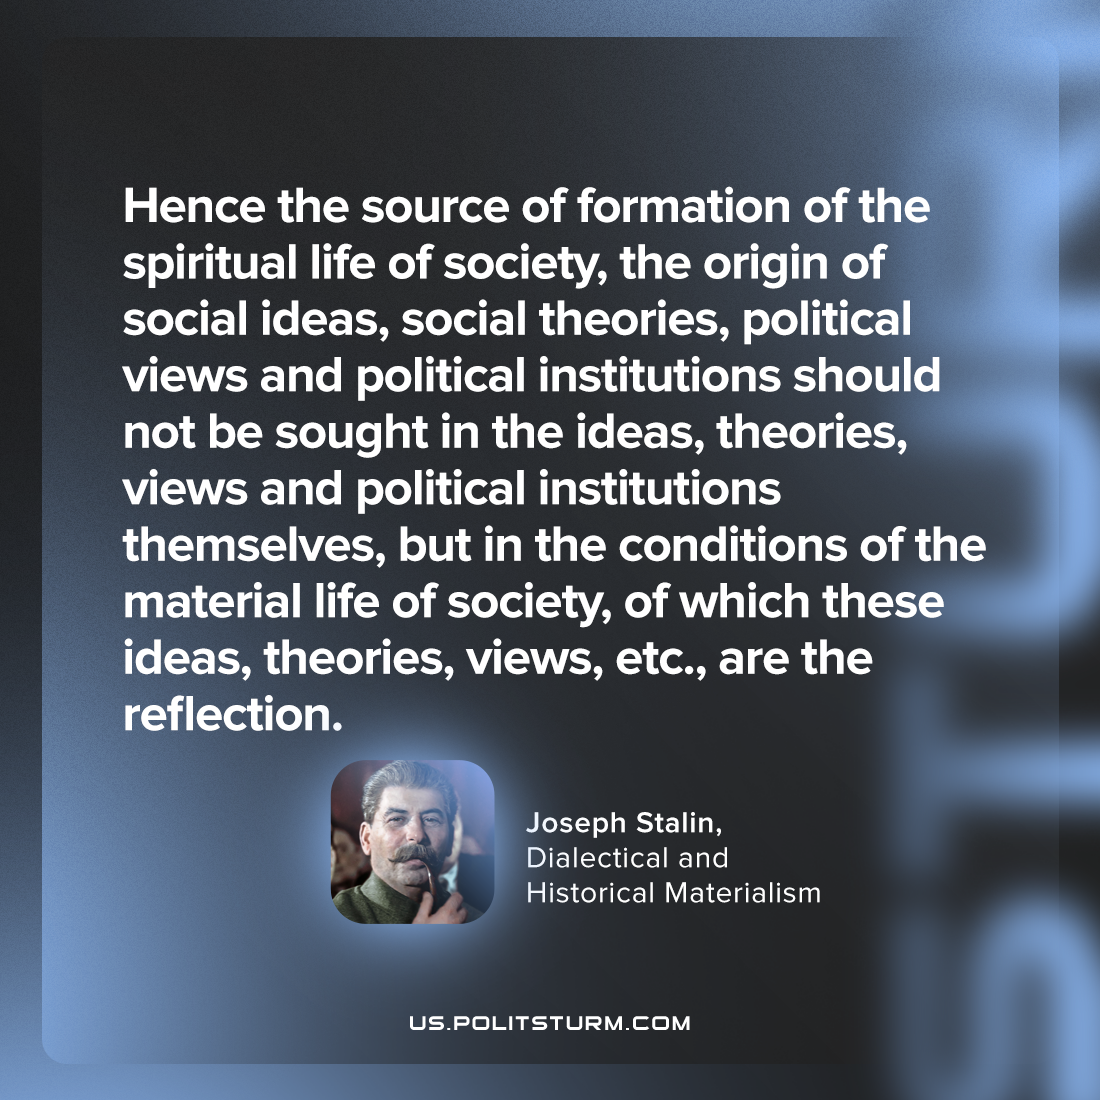 Hence the source of formation of the
spiritual life of society, the origin of
social ideas, social theories, political
views and political institutions should
not be sought in the ideas, theories,
views and political institutions
themselves, but in the conditions of the
material life of society, of which these
ideas, theories, views, etc., are the
reflection.
Joseph Stalin,
Dialectical and
Historical Materialism
US.POLITSTURM.COM